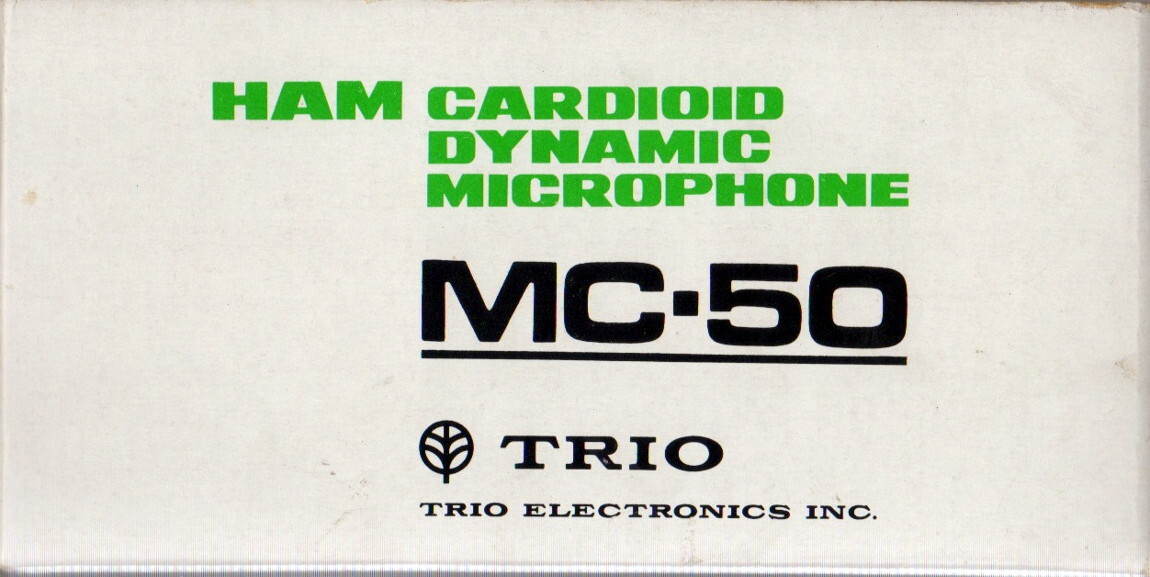 HAM CARDIOID
DYNAMIC
MICROPHONE
MC·50
TRIO
TRIO ELECTRONICS INC.